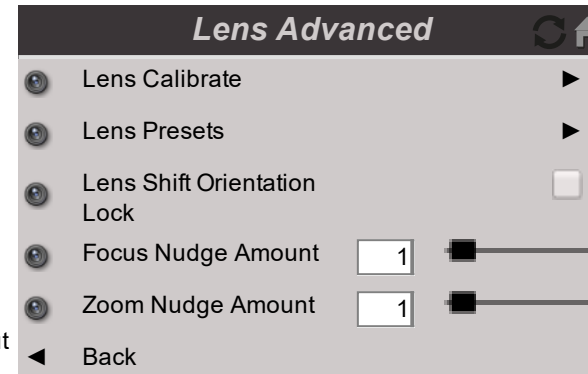 Lens Advanced
Lens Calibrate
Lens Presets
Lens Shift Orientation
Lock
Focus Nudge Amount 1
Zoom Nudge Amount 1
Back